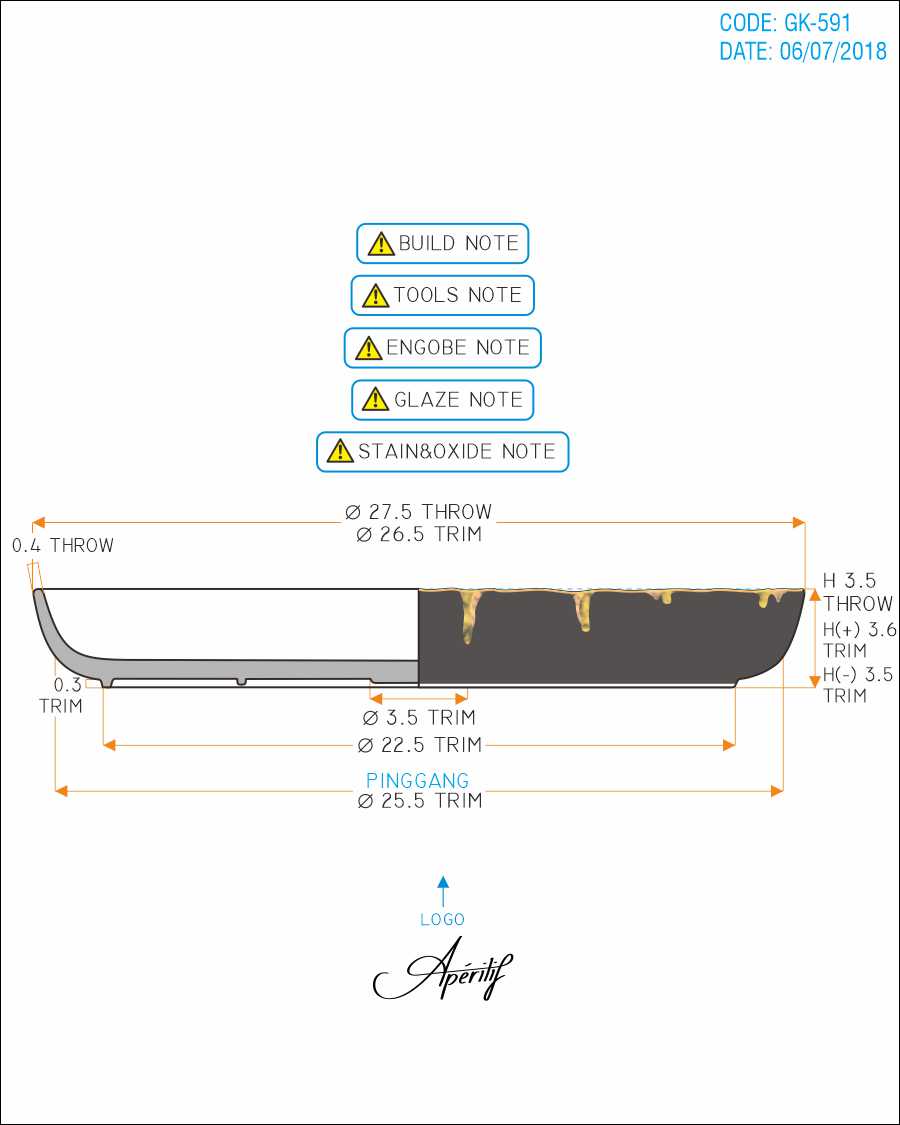 CODE: GK-591
DATE: 06/07/2018
BUILD NOTE
TOOLS NOTE
ENGOBE NOTE
GLAZE NOTE
STAIN&OXIDE NOTE
Ø 27.5 THROW
Ø 26.5 TRIM
0.4 THROW
H 3.5
THROW
H(+) 3.6
TRIM
H(-) 3.5
TRIM
0.3
TRIM
Ø 3.5 TRIM
Ø 22.5 TRIM
PINGGANG
Ø 25.5 TRIM
LOGO
Apéritif